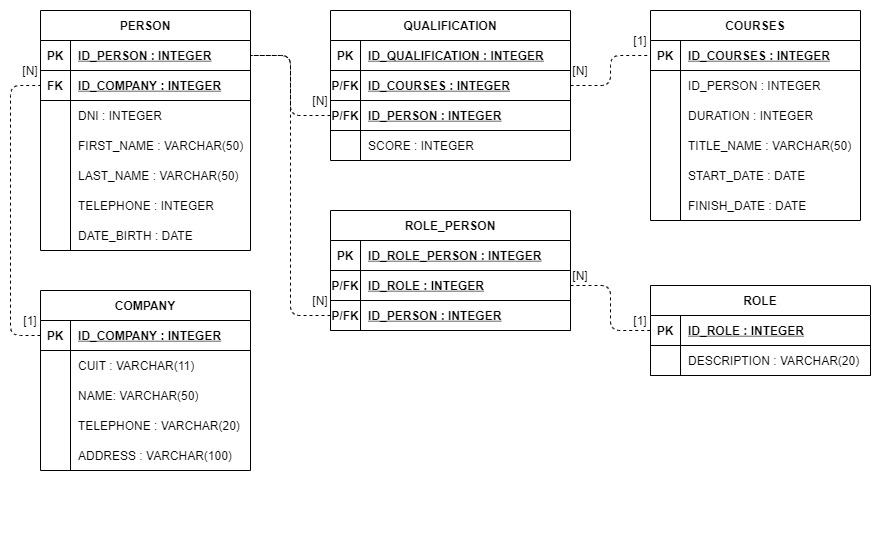 PERSON
PK ID_PERSON : INTEGER
[N]
FK ID_COMPANY : INTEGER
DNI : INTEGER
FIRST_NAME : VARCHAR(50)
LAST_NAME : VARCHAR(50)
TELEPHONE : INTEGER
DATE_BIRTH : DATE
QUALIFICATION
PK ID_QUALIFICATION : INTEGER
P/FK ID_COURSES : INTEGER
[N]
[N]
P/FK ID_PERSON : INTEGER
SCORE : INTEGER
COURSES
[1]
PK ID_COURSES : INTEGER
ID_PERSON : INTEGER
DURATION : INTEGER
TITLE_NAME : VARCHAR(50)
START_DATE : DATE
FINISH_DATE : DATE
ROLE_PERSON
PK ID_ROLE_PERSON : INTEGER
P/FK ID_ROLE : INTEGER
[N]
[N]
P/FK ID_PERSON : INTEGER
COMPANY
[1]
PK ID_COMPANY : INTEGER
CUIT : VARCHAR(11)
NAME: VARCHAR(50)
TELEPHONE : VARCHAR(20)
ADDRESS : VARCHAR(100)
ROLE
[1]
PK ID_ROLE : INTEGER
DESCRIPTION : VARCHAR(20)